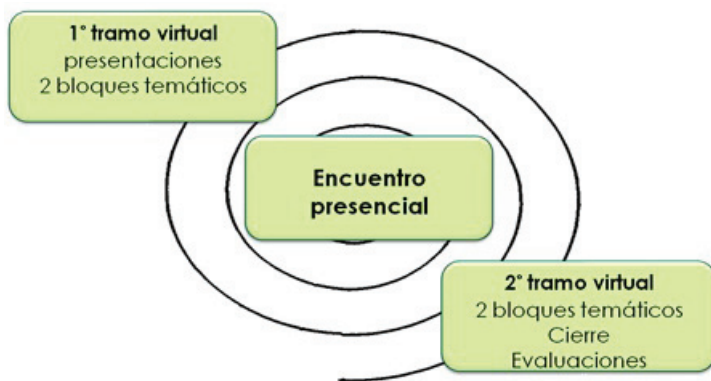 1° tramo virtual
presentaciones
2 bloques temáticos
Encuentro
presencial
2° tramo virtual
2 bloques temáticos
Cierre
Evaluaciones